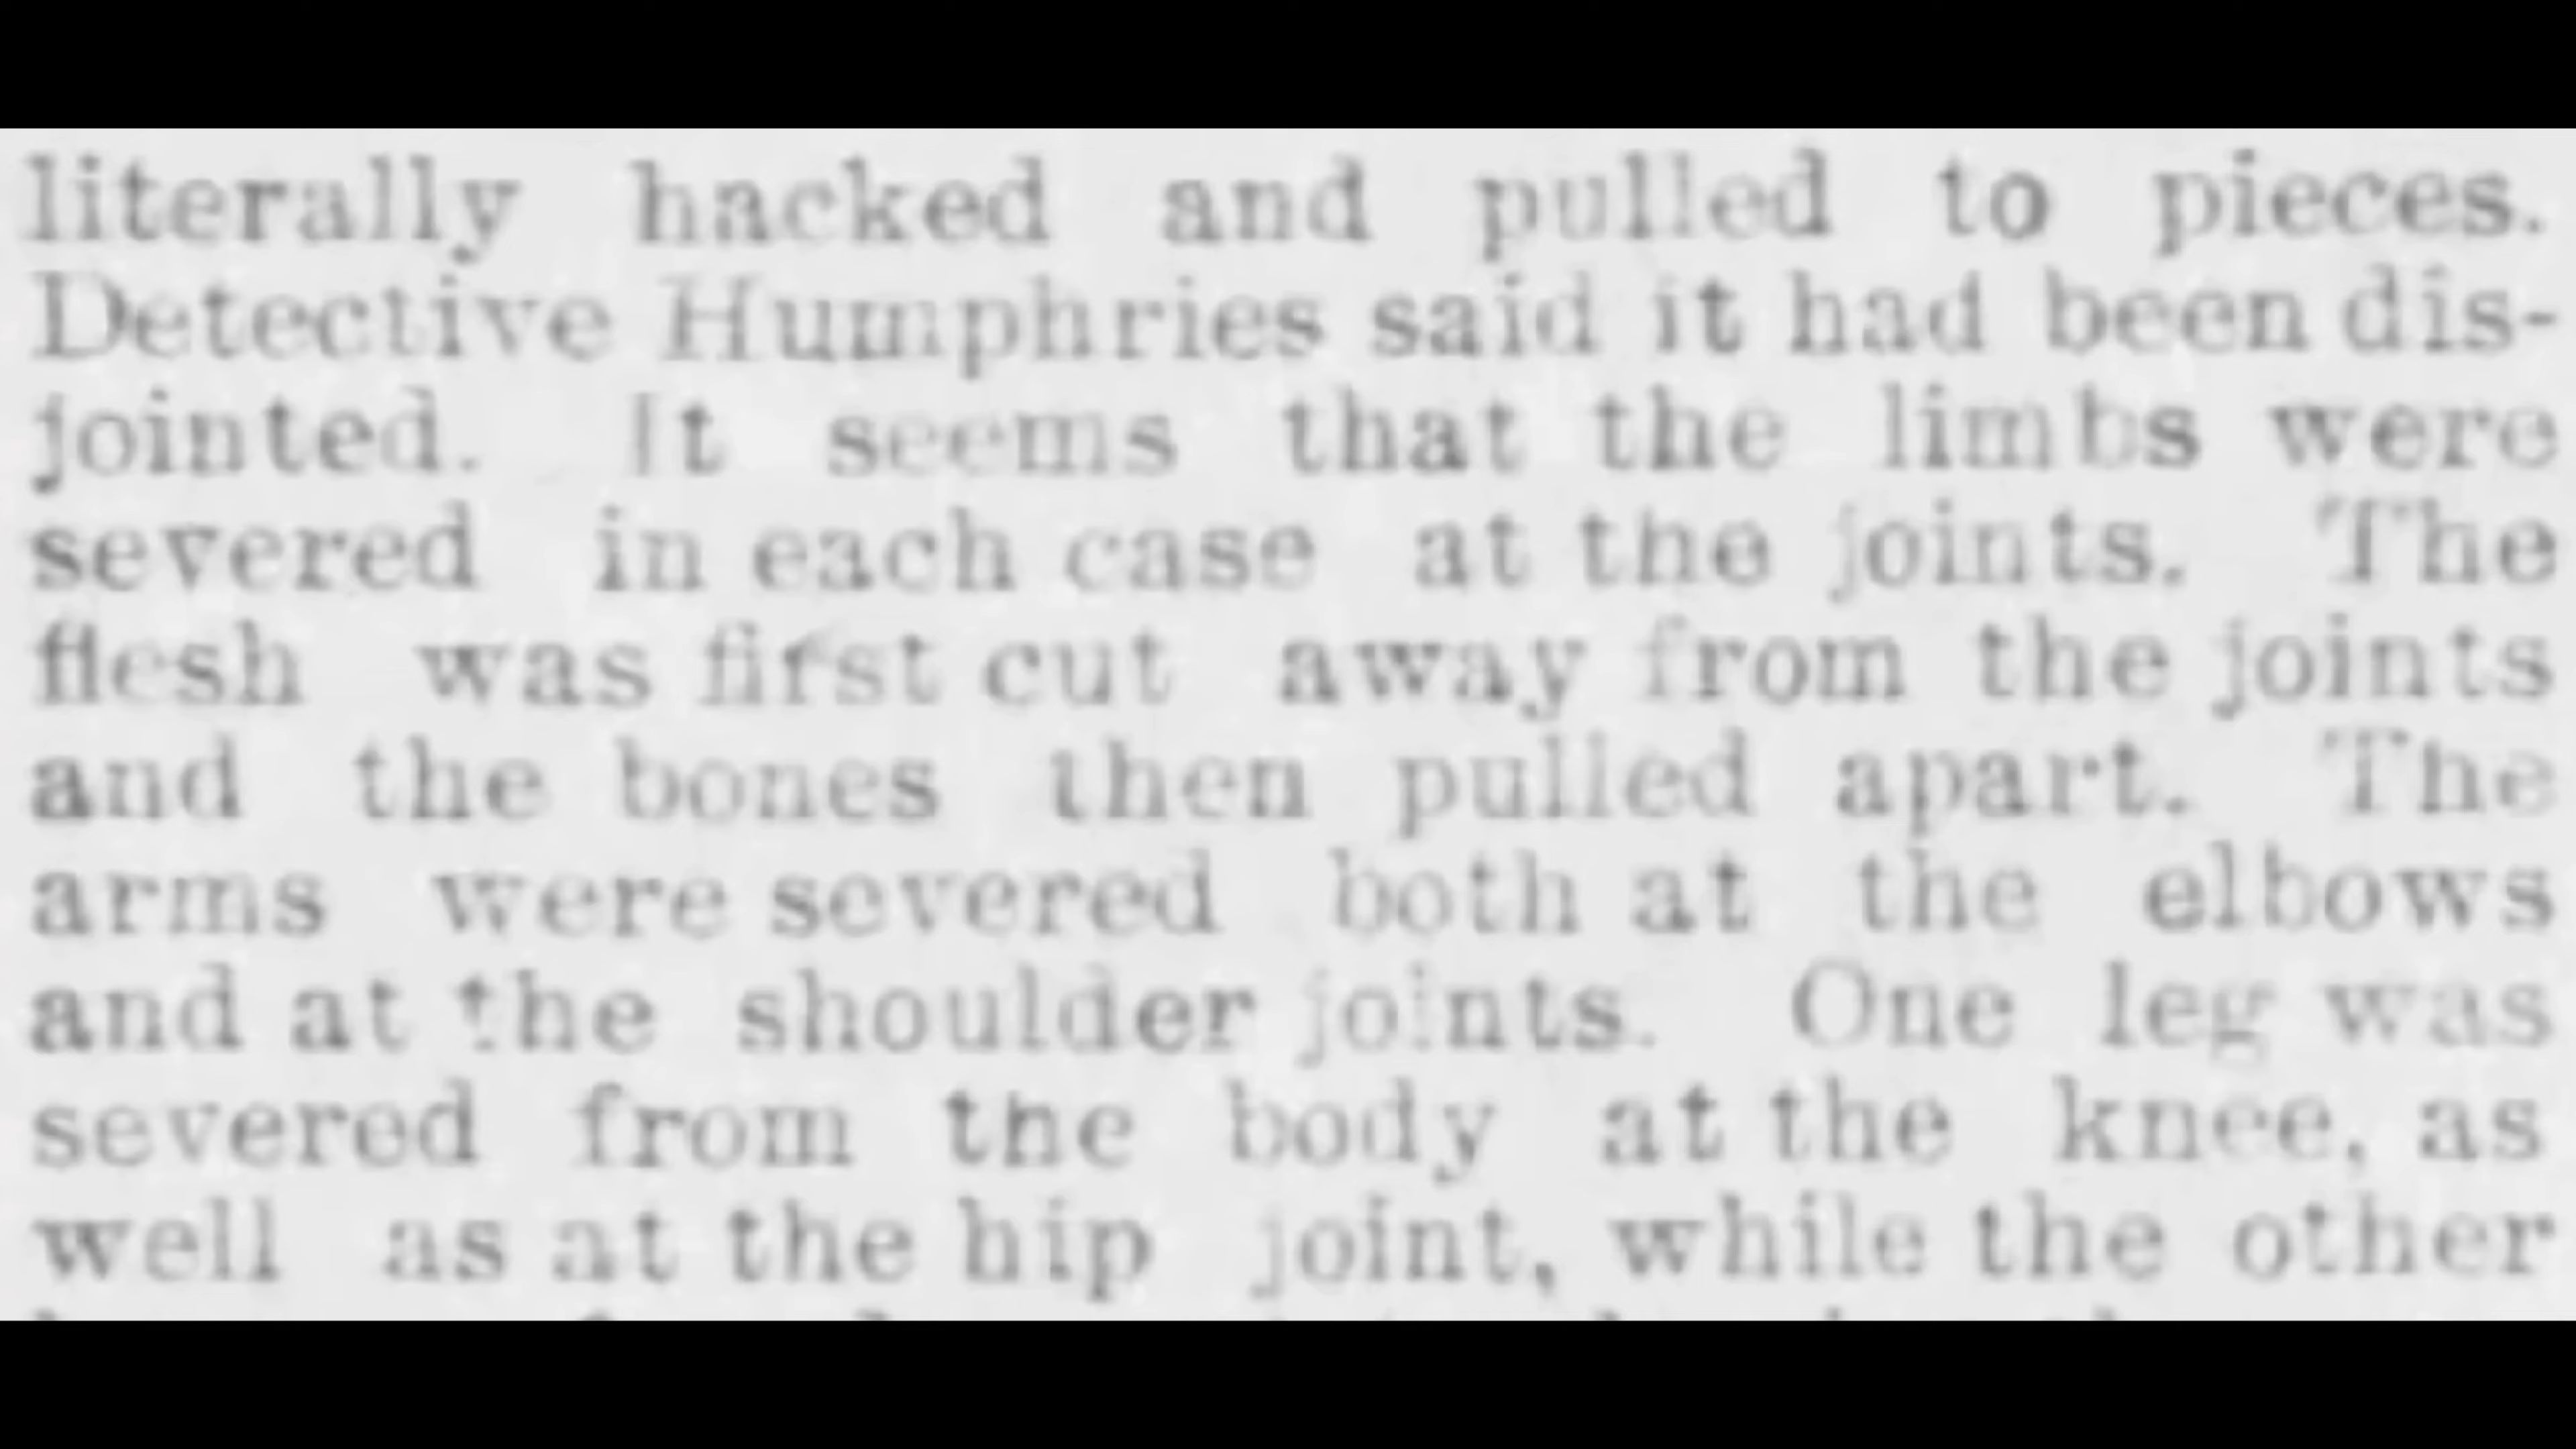 literally hacked and pulled to pieces.
Detective Humphries said it had been dis-
jointed. It seems that the limbs were
severed in each case at the joints. The
flesh was first cut away from the joints
and the bones then pulled apart. The
arms were severed both at the elbows
and at the shoulder joints. One leg was
severed from the body at the knee, as
well as at the hip joint, while the other